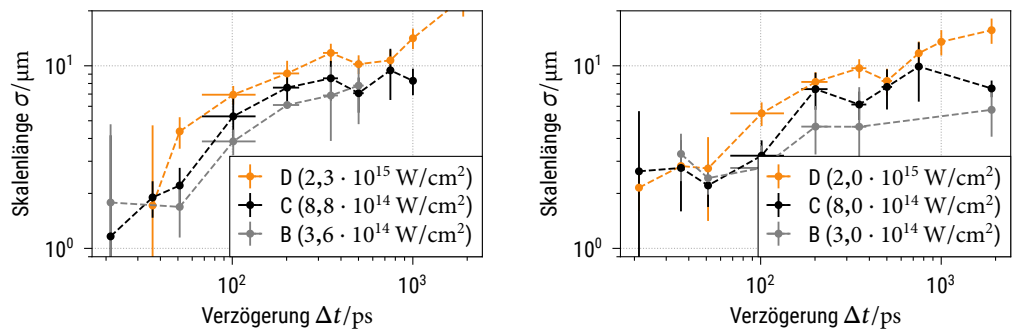 Skalenlänge σ/μm
10¹
10⁰
D (2,3 · 10¹⁵ W/cm²)
C (8,8 · 10¹⁴ W/cm²)
B (3,6 · 10¹⁴ W/cm²)
10² 10³
Verzögerung Δt/ps
Skalenlänge σ/μm
10¹
10⁰
D (2,0 · 10¹⁵ W/cm²)
C (8,0 · 10¹⁴ W/cm²)
B (3,0 · 10¹⁴ W/cm²)
10² 10³
Verzögerung Δt/ps